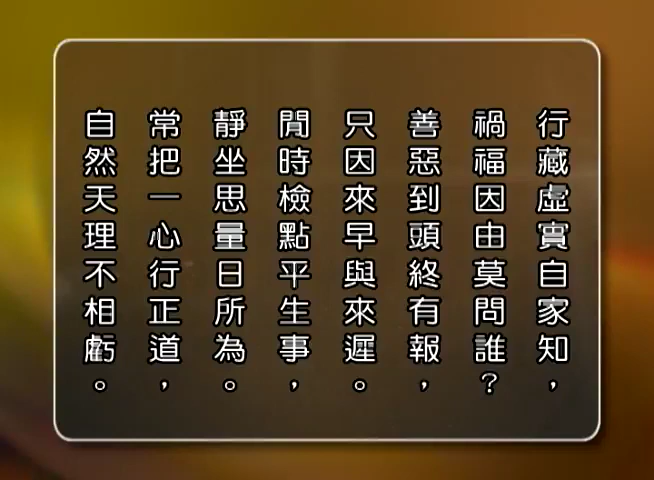 行藏虛實自家知，
禍福因由莫問誰？
善惡到頭終有報，
只因來早與來遲。
閒時檢點平生事，
靜坐思量日所為。
常把一心行正道，
自然天理不相虧。